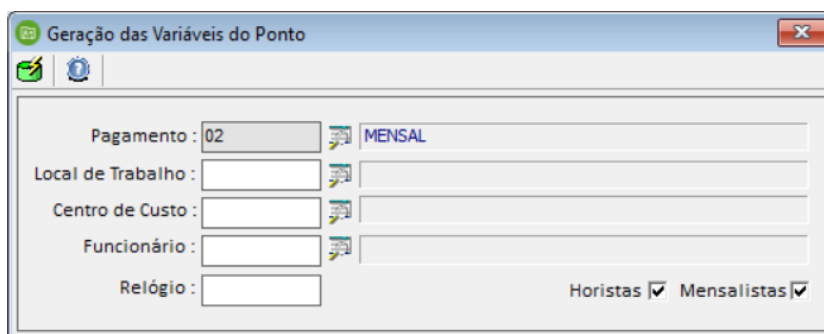 Geração das Variáveis do Ponto
Pagamento : 02 MENSAL
Local de Trabalho :
Centro de Custo :
Funcionário :
Relógio : Horistas Mensalistas